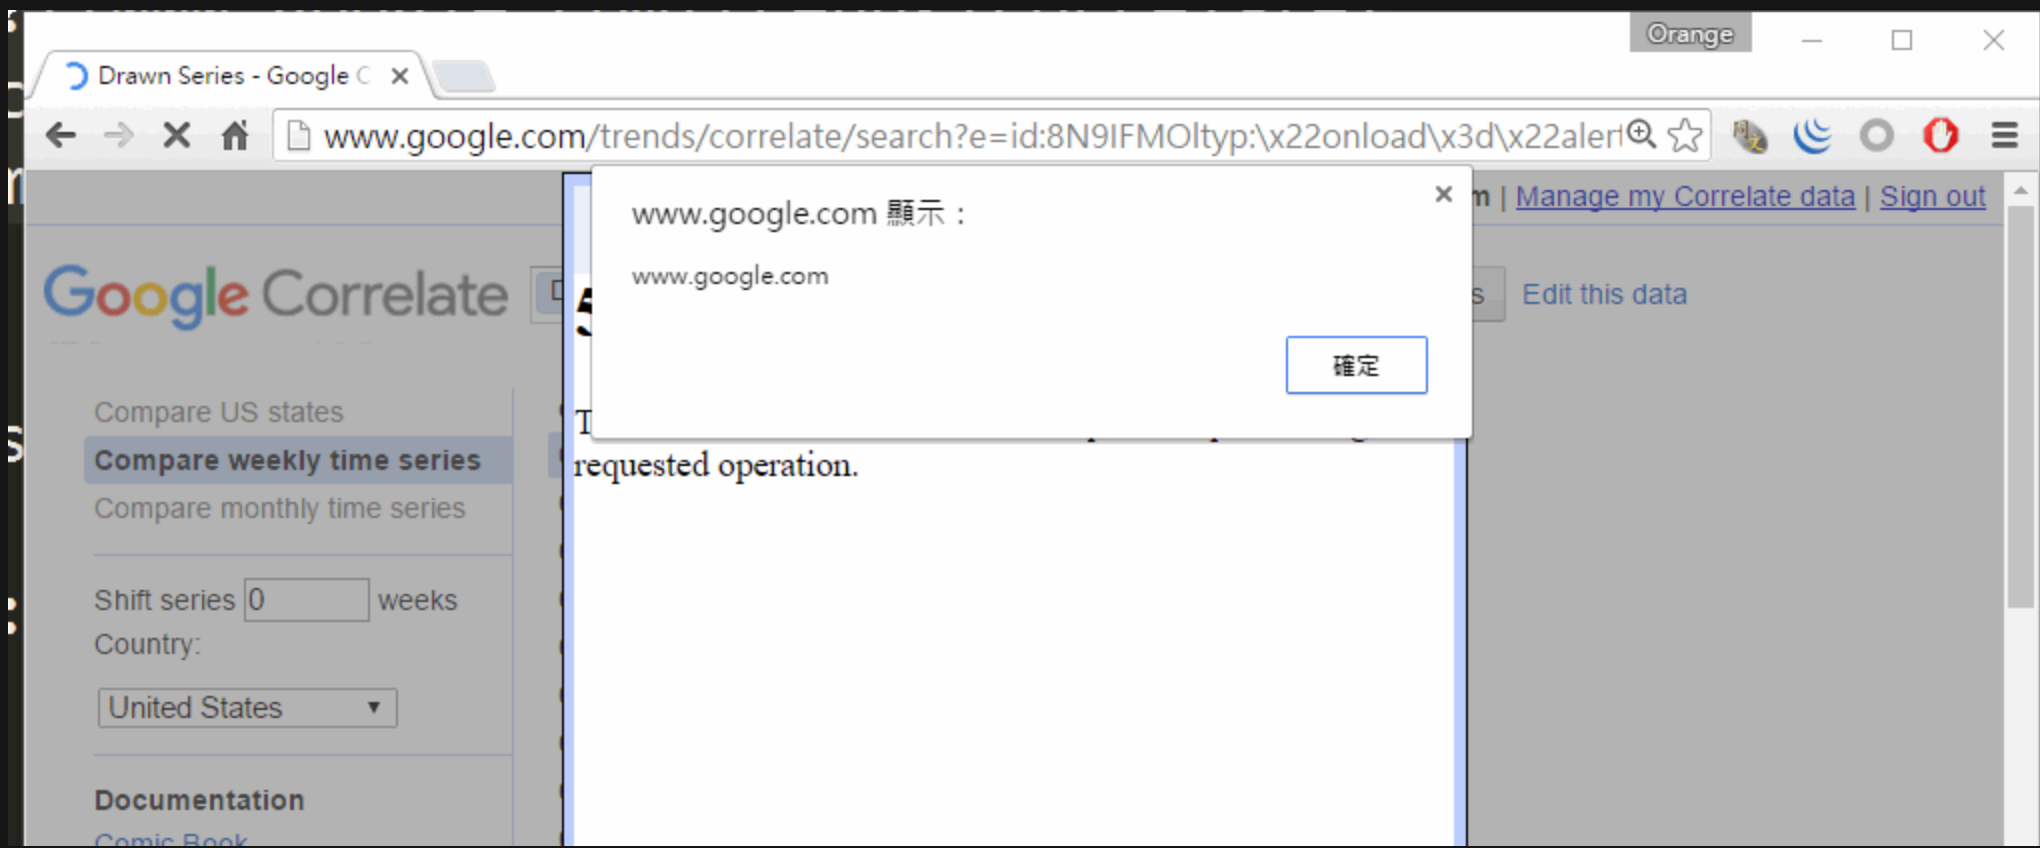 Orange
Drawn Series - Google C
www.google.com/trends/correlate/search?e=id:8N9IFMOltyp:\x22onload\x3d\x22alert
www.google.com 顯示：
www.google.com
確定
| Manage my Correlate data | Sign out
Google Correlate
Edit this data
Compare US states
Compare weekly time series
Compare monthly time series
requested operation.
Shift series 0 weeks
Country:
United States
Documentation
Comic Book